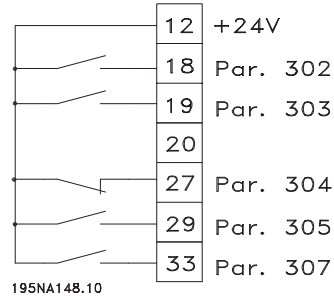 12 +24V
18 Par. 302
19 Par. 303
20
27 Par. 304
29 Par. 305
33 Par. 307
195NA148.10